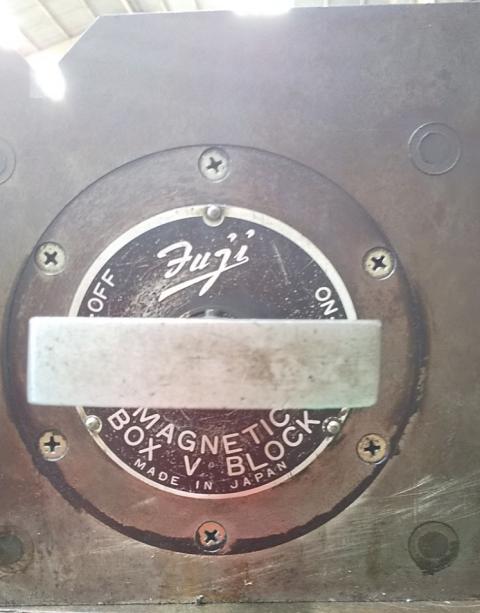 Fuji
OFF
ON
MAGNETIC
BOX V BLOCK
MADE IN JAPAN